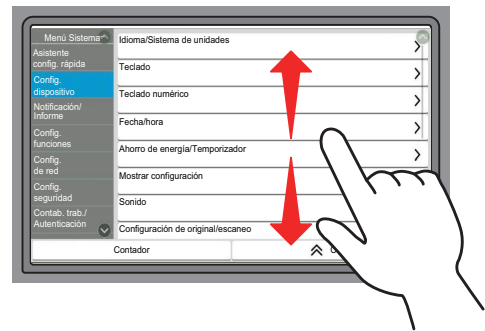 Menú Sistema
Asistente
config. rápida
Config.
dispositivo
Notificación/
Informe
Config.
funciones
Config.
de red
Config.
seguridad
Contab. trab./
Autenticación
Idioma/Sistema de unidades
Teclado
Teclado numérico
Fecha/hora
Ahorro de energía/Temporizador
Mostrar configuración
Sonido
Configuración de original/escaneo
Contador